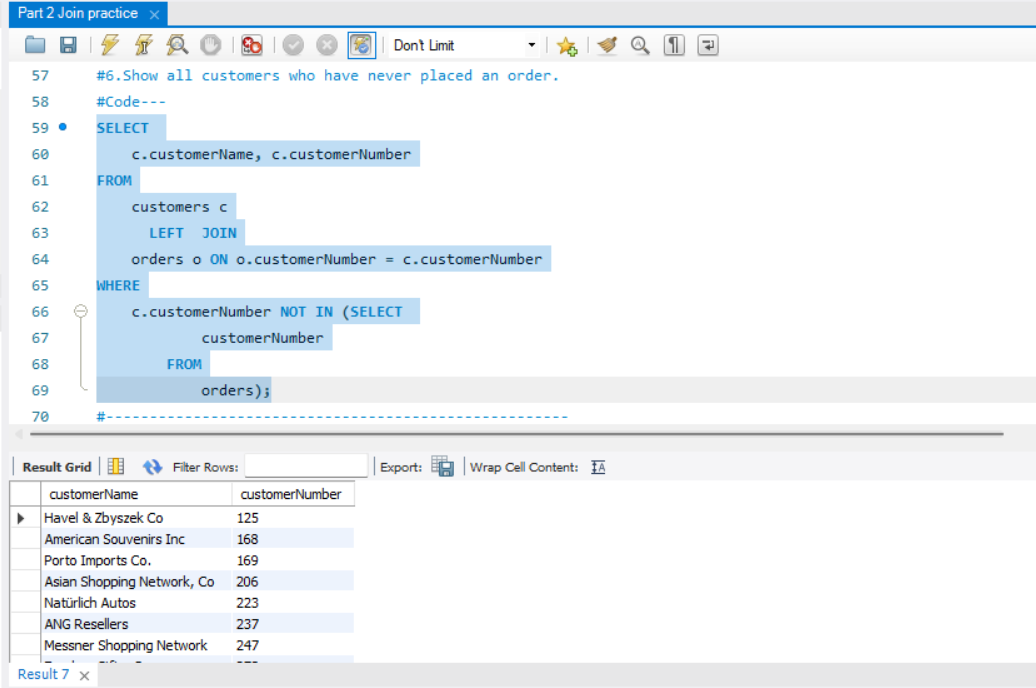 Part 2 Join practice ×
Don't Limit
57 #6.Show all customers who have never placed an order.
58 #Code---
59 SELECT
60 c.customerName, c.customerNumber
61 FROM
62 customers c
63 LEFT JOIN
64 orders o ON o.customerNumber = c.customerNumber
65 WHERE
66 c.customerNumber NOT IN (SELECT
67 customerNumber
68 FROM
69 orders);
70 #-----------------------------------------------------
Result Grid Filter Rows: Export: Wrap Cell Content: IA
customerName customerNumber
Havel & Zbyszek Co 125
American Souvenirs Inc 168
Porto Imports Co. 169
Asian Shopping Network, Co 206
Natürlich Autos 223
ANG Resellers 237
Messner Shopping Network 247
Result 7 ×